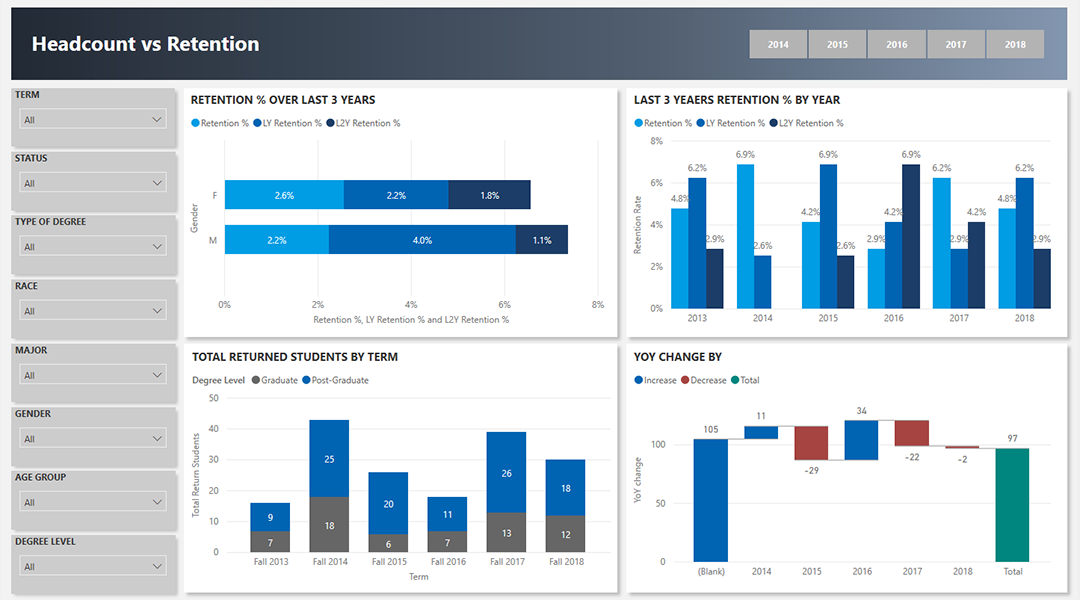 Headcount vs Retention
2014 2015 2016 2017 2018
TERM
All
STATUS
All
TYPE OF DEGREE
All
RACE
All
MAJOR
All
GENDER
All
AGE GROUP
All
DEGREE LEVEL
All
RETENTION % OVER LAST 3 YEARS
Retention % LY Retention % L2Y Retention %
Gender
F 2.6% 2.2% 1.8%
M 2.2% 4.0% 1.1%
0% 2% 4% 6% 8%
Retention %, LY Retention % and L2Y Retention %
LAST 3 YEAERS RETENTION % BY YEAR
Retention % LY Retention % L2Y Retention %
Retention Rate
8%
6%
4%
2%
0%
4.8% 6.2% 2.9%
6.9% 2.6%
4.2% 6.9% 2.6%
2.9% 4.2% 6.9%
6.2% 2.9% 4.2%
4.8% 6.2% 2.9%
2013 2014 2015 2016 2017 2018
TOTAL RETURNED STUDENTS BY TERM
Degree Level Graduate Post-Graduate
Total Return Students
50
40
30
20
10
0
9 7
25 18
20 6
11 7
26 13
18 12
Fall 2013 Fall 2014 Fall 2015 Fall 2016 Fall 2017 Fall 2018
Term
YOY CHANGE BY
Increase Decrease Total
YoY change
100
50
0
105 11 -29 34 -22 -2 97
(Blank) 2014 2015 2016 2017 2018 Total